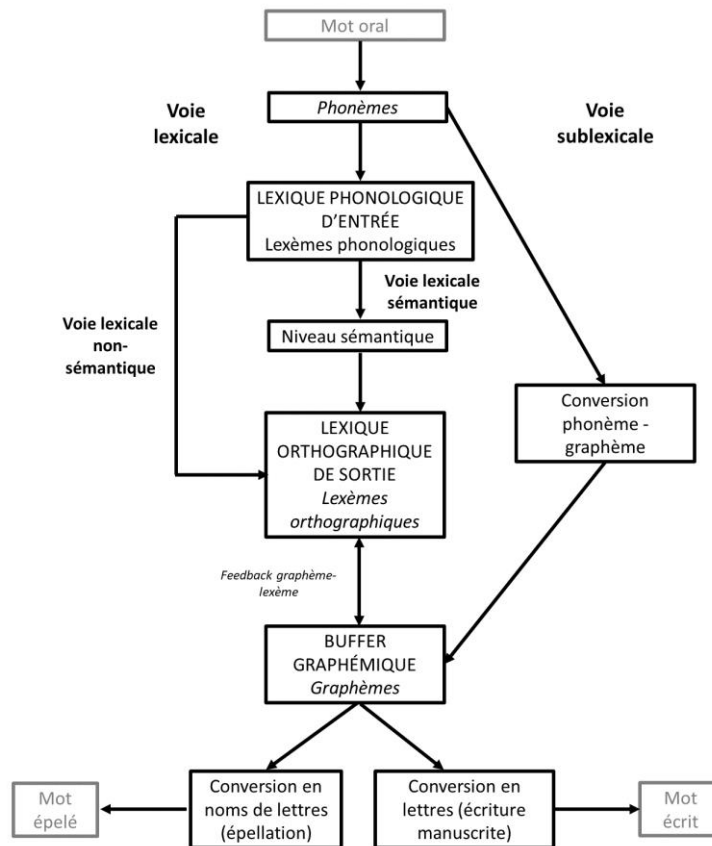 Mot oral
Voie
lexicale
Phonèmes
Voie
sublexicale
LEXIQUE PHONOLOGIQUE
D'ENTRÉE
Lexèmes phonologiques
Voie lexicale
sémantique
Voie lexicale
non-
sémantique
Niveau sémantique
LEXIQUE
ORTHOGRAPHIQUE
DE SORTIE
Lexèmes
orthographiques
Conversion
phonème -
graphème
Feedback graphème-
lexème
BUFFER
GRAPHÉMIQUE
Graphèmes
Mot
épelé
Conversion en
noms de lettres
(épellation)
Conversion en
lettres (écriture
manuscrite)
Mot
écrit